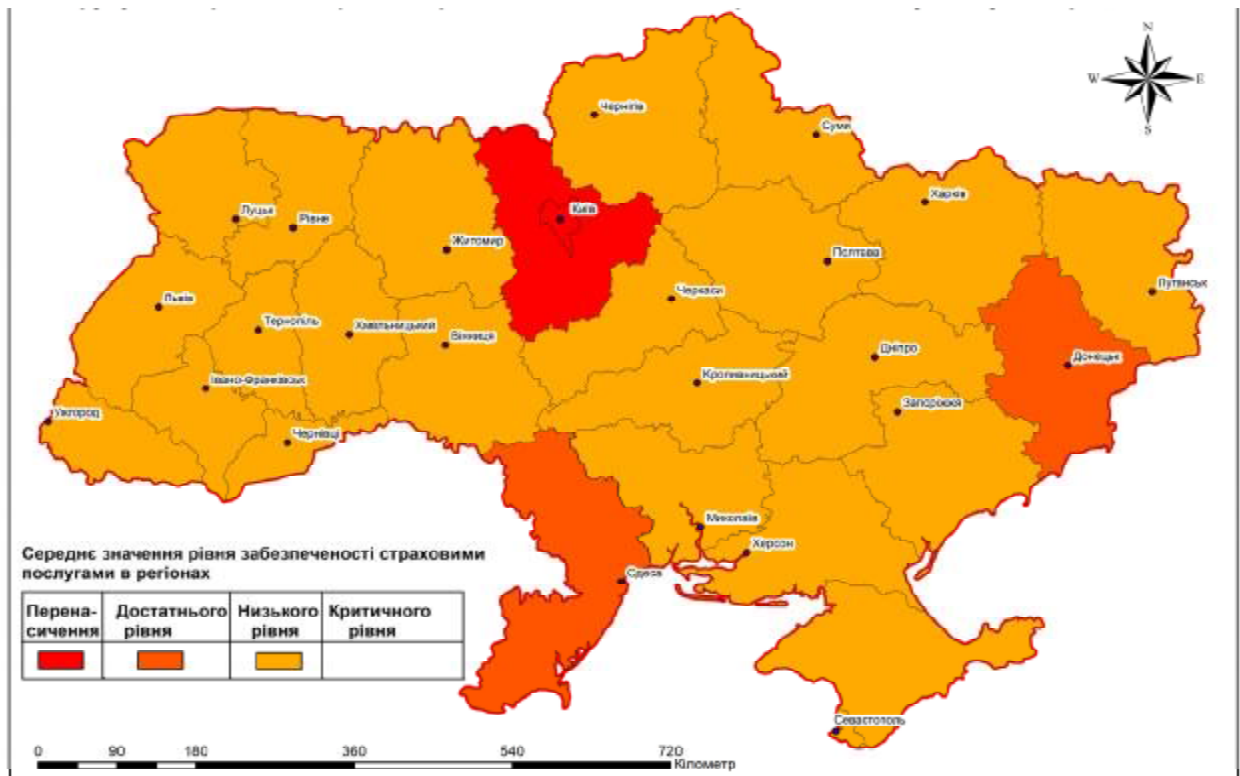 N
W
E
S
Чернігів
Суми
Луцьк
Рівне
Київ
Харків
Житомир
Полтава
Львів
Черкаси
Луганськ
Тернопіль
Хмельницький
Вінниця
Дніпро
Донецьк
Івано-Франківськ
Кропивницький
Запоріжжя
Ужгород
Чернівці
Миколаїв
Херсон
Одеса
Севастополь
Середнє значення рівня забезпеченості страховими
послугами в регіонах
Перена-
сичення
Достатнього
рівня
Низького
рівня
Критичного
рівня
0 90 180 360 540 720
Кілометр